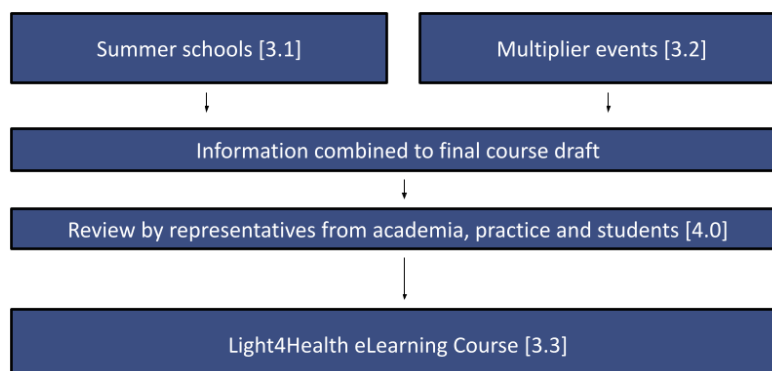 Summer schools [3.1]
Multiplier events [3.2]
Information combined to final course draft
Review by representatives from academia, practice and students [4.0]
Light4Health eLearning Course [3.3]